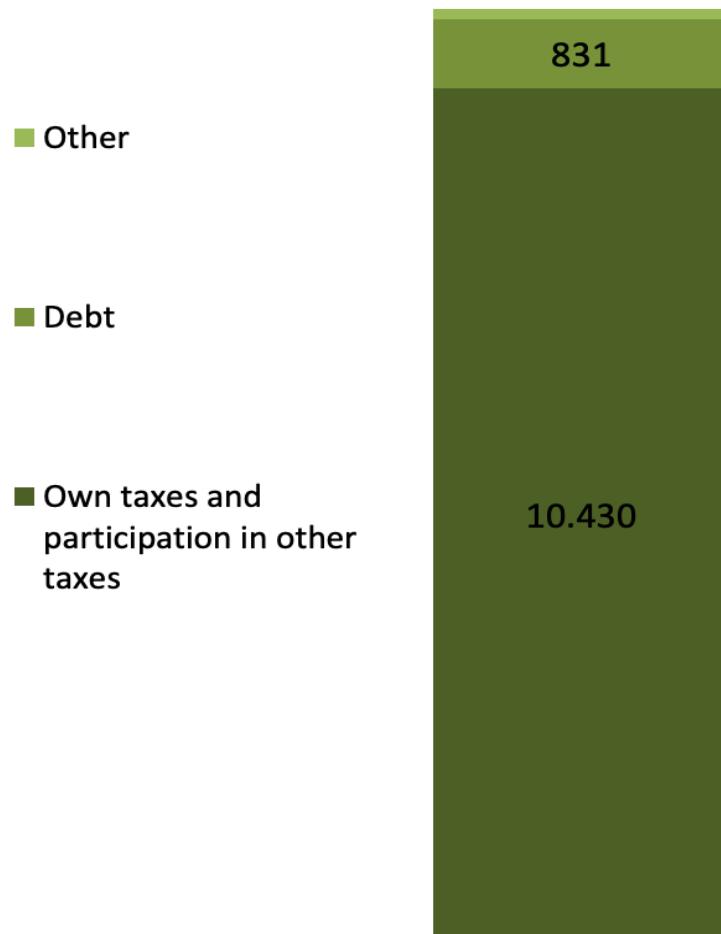 831
Other
Debt
Own taxes and
participation in other
taxes
10.430